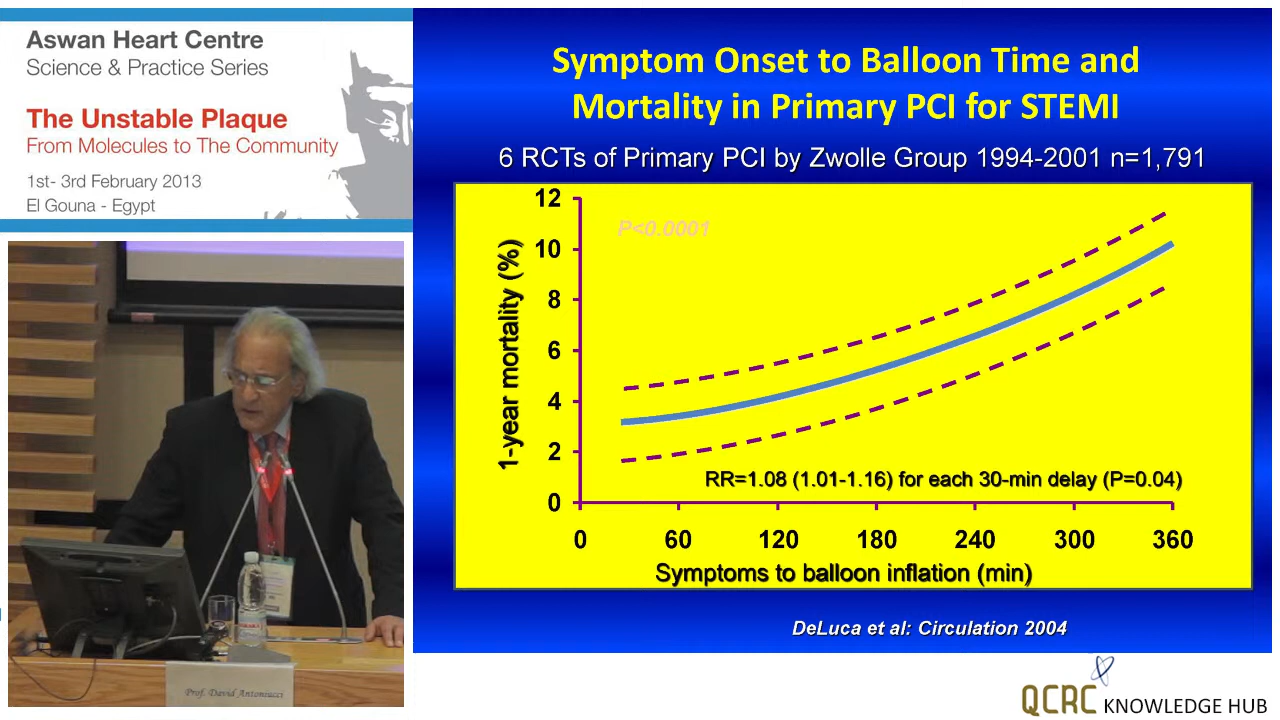 Aswan Heart Centre
Science & Practice Series
The Unstable Plaque
From Molecules to The Community
1st- 3rd February 2013
El Gouna - Egypt
Prof. David Antoniucci
Symptom Onset to Balloon Time and
Mortality in Primary PCI for STEMI
6 RCTs of Primary PCI by Zwolle Group 1994-2001 n=1,791
P<0.0001
1-year mortality (%)
12
10
8
6
4
2
0
RR=1.08 (1.01-1.16) for each 30-min delay (P=0.04)
0 60 120 180 240 300 360
Symptoms to balloon inflation (min)
DeLuca et al: Circulation 2004
QCRC KNOWLEDGE HUB